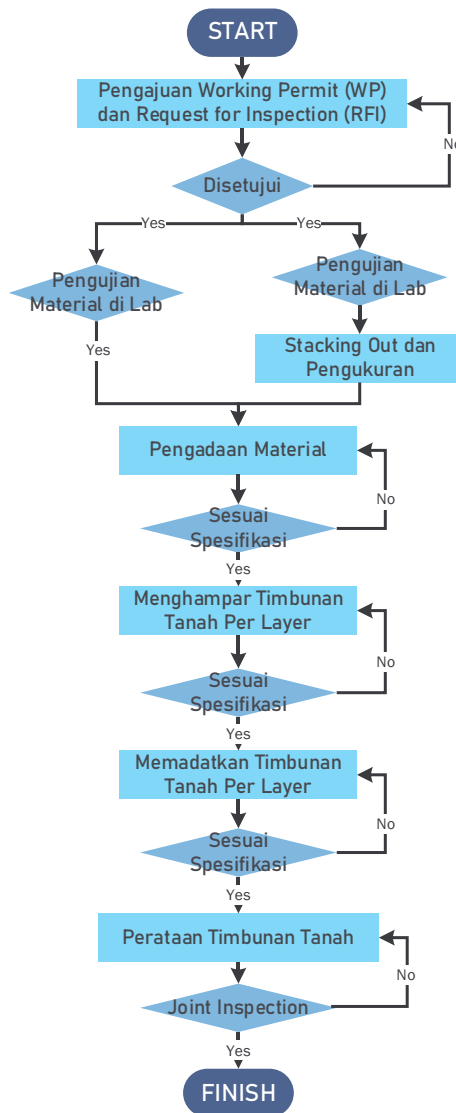 START
Pengajuan Working Permit (WP)
dan Request for Inspection (RFI)
No
Disetujui
Yes
Yes
Pengujian
Material di Lab
Pengujian
Material di Lab
Yes
Stacking Out dan
Pengukuran
Pengadaan Material
No
Sesuai
Spesifikasi
Yes
Menghampar Timbunan
Tanah Per Layer
No
Sesuai
Spesifikasi
Yes
Memadatkan Timbunan
Tanah Per Layer
No
Sesuai
Spesifikasi
Yes
Perataan Timbunan Tanah
No
Joint Inspection
Yes
FINISH